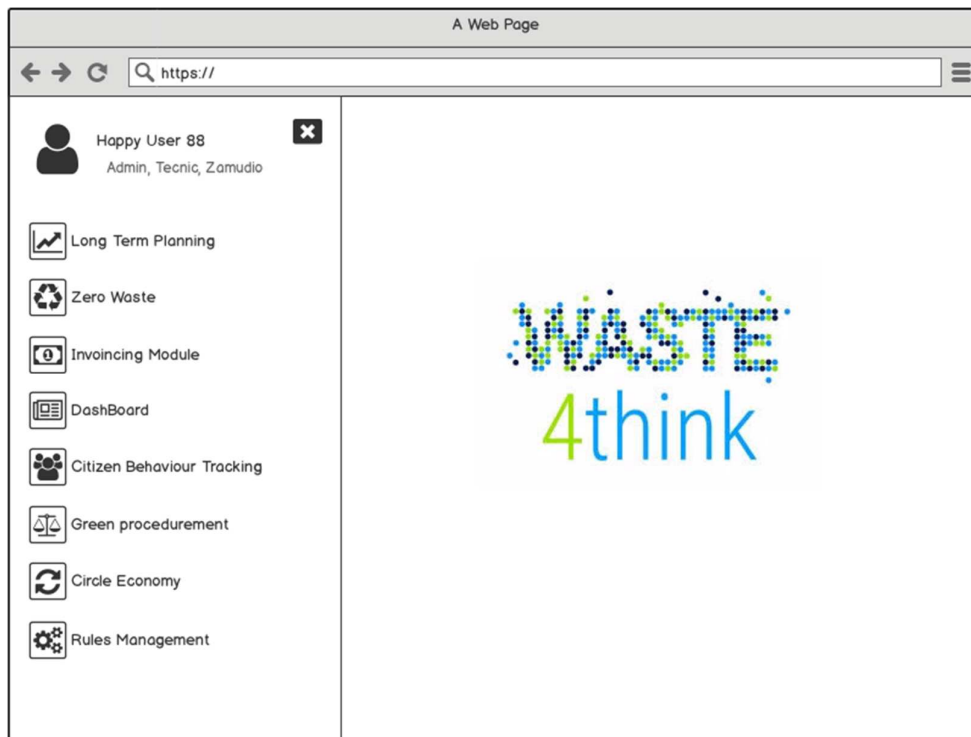 A Web Page
https://
Happy User 88
Admin, Tecnic, Zamudio
Long Term Planning
Zero Waste
Invoincing Module
DashBoard
Citizen Behaviour Tracking
Green procedurement
Circle Economy
Rules Management
WASTE
4think